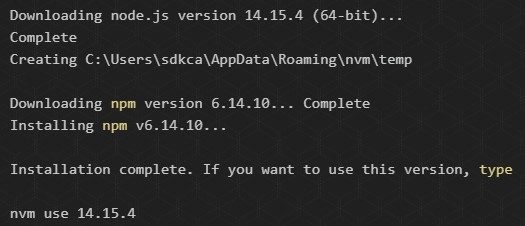 Downloading node.js version 14.15.4 (64-bit)...
Complete
Creating C:\Users\sdkca\AppData\Roaming\nvm\temp
Downloading npm version 6.14.10... Complete
Installing npm v6.14.10...
Installation complete. If you want to use this version, type
nvm use 14.15.4